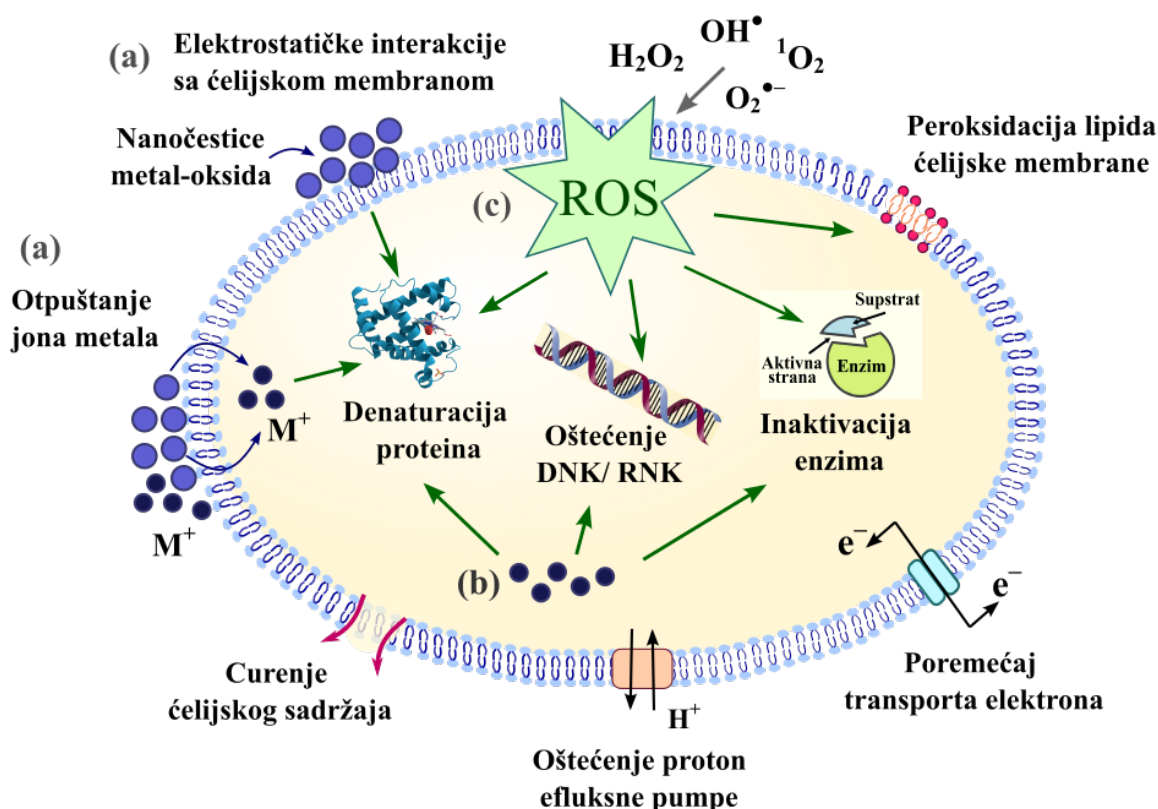 (a)
Elektrostatičke interakcije
sa ćelijskom membranom
H₂O₂
OH•
¹O₂
O₂•−
Nanočestice
metal-oksida
Peroksidacija lipida
ćelijske membrane
(c)
ROS
(a)
Otpuštanje
jona metala
M⁺
M⁺
Denaturacija
proteina
Oštećenje
DNK/ RNK
Supstrat
Aktivna
strana
Enzim
Inaktivacija
enzima
(b)
e⁻
e⁻
Curenje
ćelijskog sadržaja
H⁺
Oštećenje proton
efluksne pumpe
Poremećaj
transporta elektrona